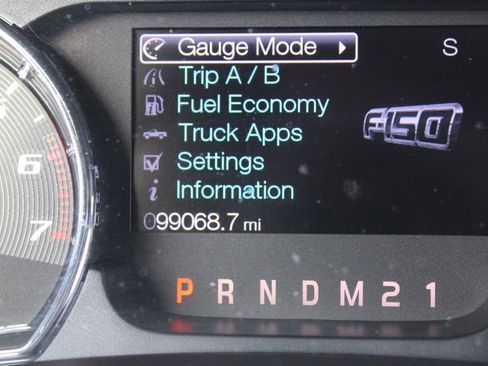 Gauge Mode S
Trip A / B
Fuel Economy
F-150
Truck Apps
Settings
i Information
099068.7 mi
6
7
P R N D M 2 1